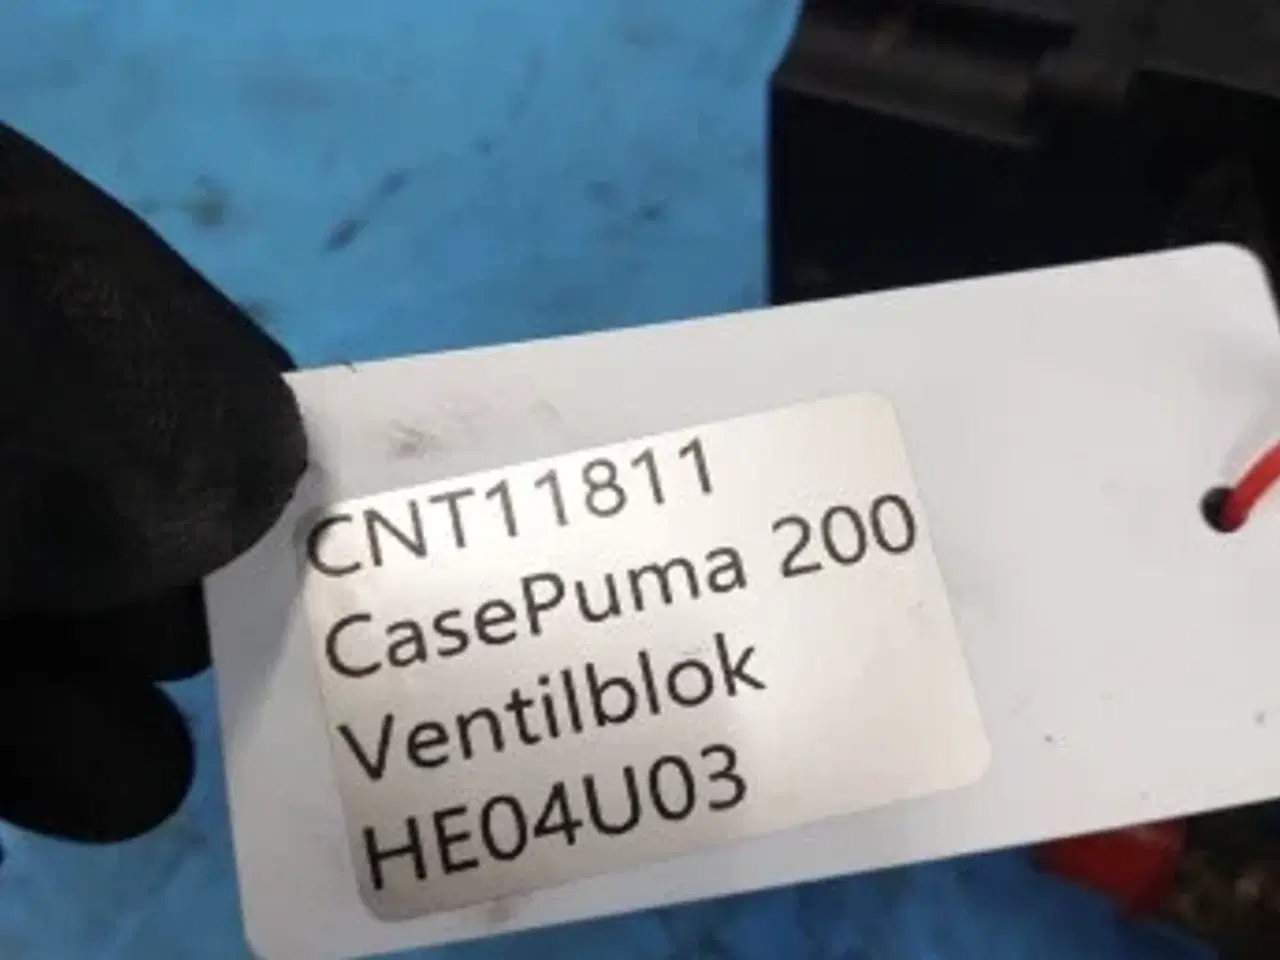 CNT11811
CasePuma 200
Ventilblok
HE04U03